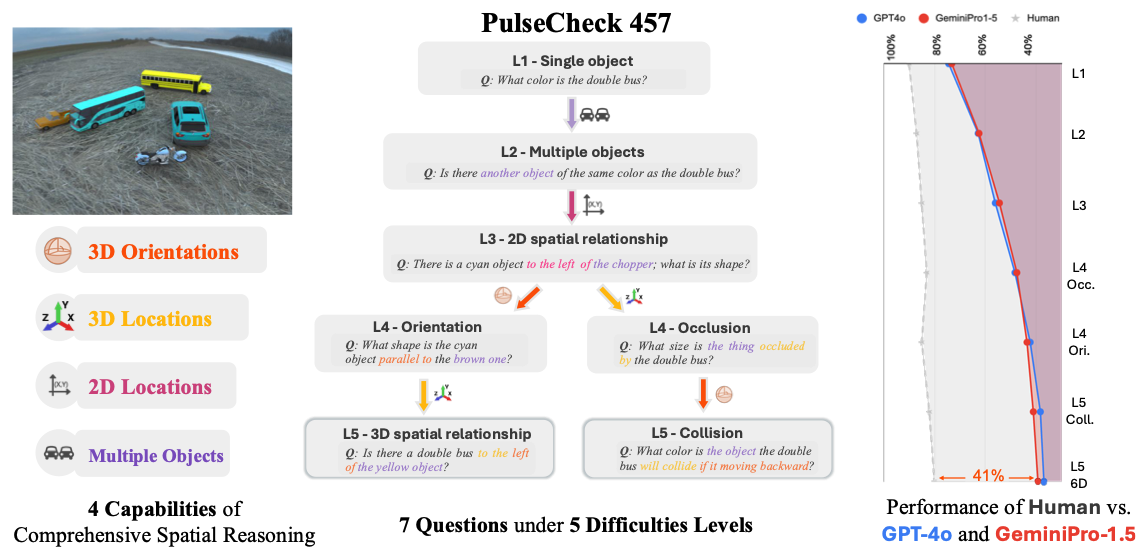 PulseCheck 457
L1 - Single object
Q: What color is the double bus?
L2 - Multiple objects
Q: Is there another object of the same color as the double bus?
(X,Y)
L3 - 2D spatial relationship
Q: There is a cyan object to the left of the chopper; what is its shape?
Y
Z X
L4 - Orientation
Q: What shape is the cyan
object parallel to the brown one?
L4 - Occlusion
Q: What size is the thing occluded
by the double bus?
Y
Z X
L5 - 3D spatial relationship
Q: Is there a double bus to the left
of the yellow object?
L5 - Collision
Q: What color is the object the double
bus will collide if it moving backward?
7 Questions under 5 Difficulties Levels
3D Orientations
Y
Z X
3D Locations
(X,Y)
2D Locations
Multiple Objects
4 Capabilities of
Comprehensive Spatial Reasoning
GPT4o GeminiPro1-5 Human
100% 80% 60% 40%
L1
L2
L3
L4
Occ.
L4
Ori.
L5
Coll.
L5
6D
41%
Performance of Human vs.
GPT-4o and GeminiPro-1.5